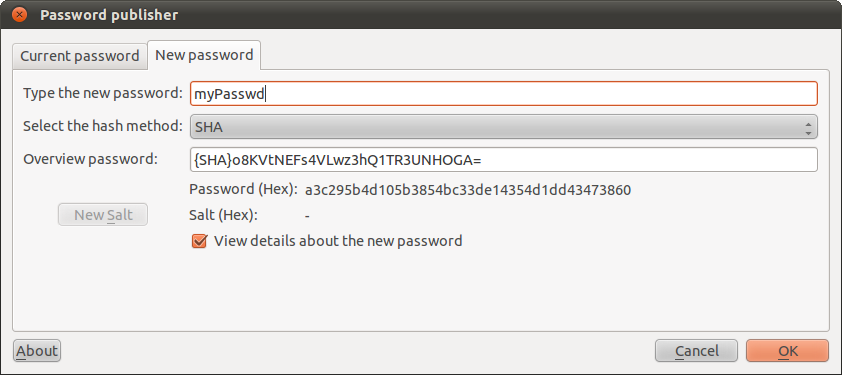 Password publisher
Current password
New password
Type the new password: myPasswd
Select the hash method: SHA
Overview password: {SHA}o8KVtNEFs4VLwz3hQ1TR3UNHOGA=
Password (Hex): a3c295b4d105b3854bc33de14354d1dd43473860
New Salt
Salt (Hex): -
View details about the new password
About
Cancel
OK